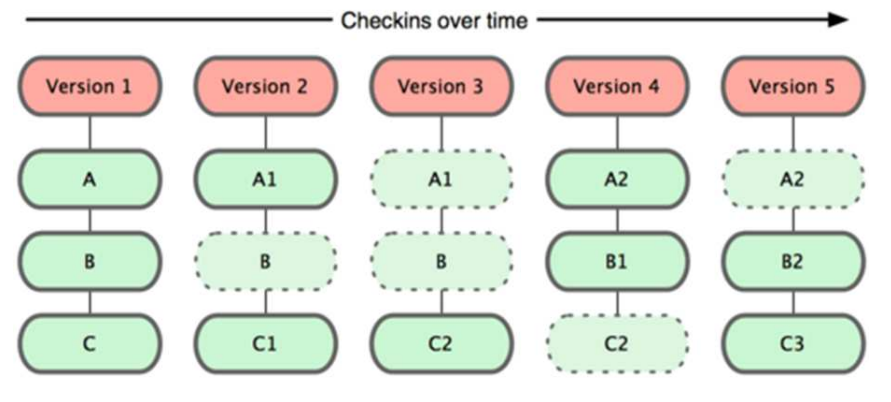 Checkins over time
Version 1 Version 2 Version 3 Version 4 Version 5
A A1 A1 A2 A2
B B B B1 B2
C C1 C2 C2 C3